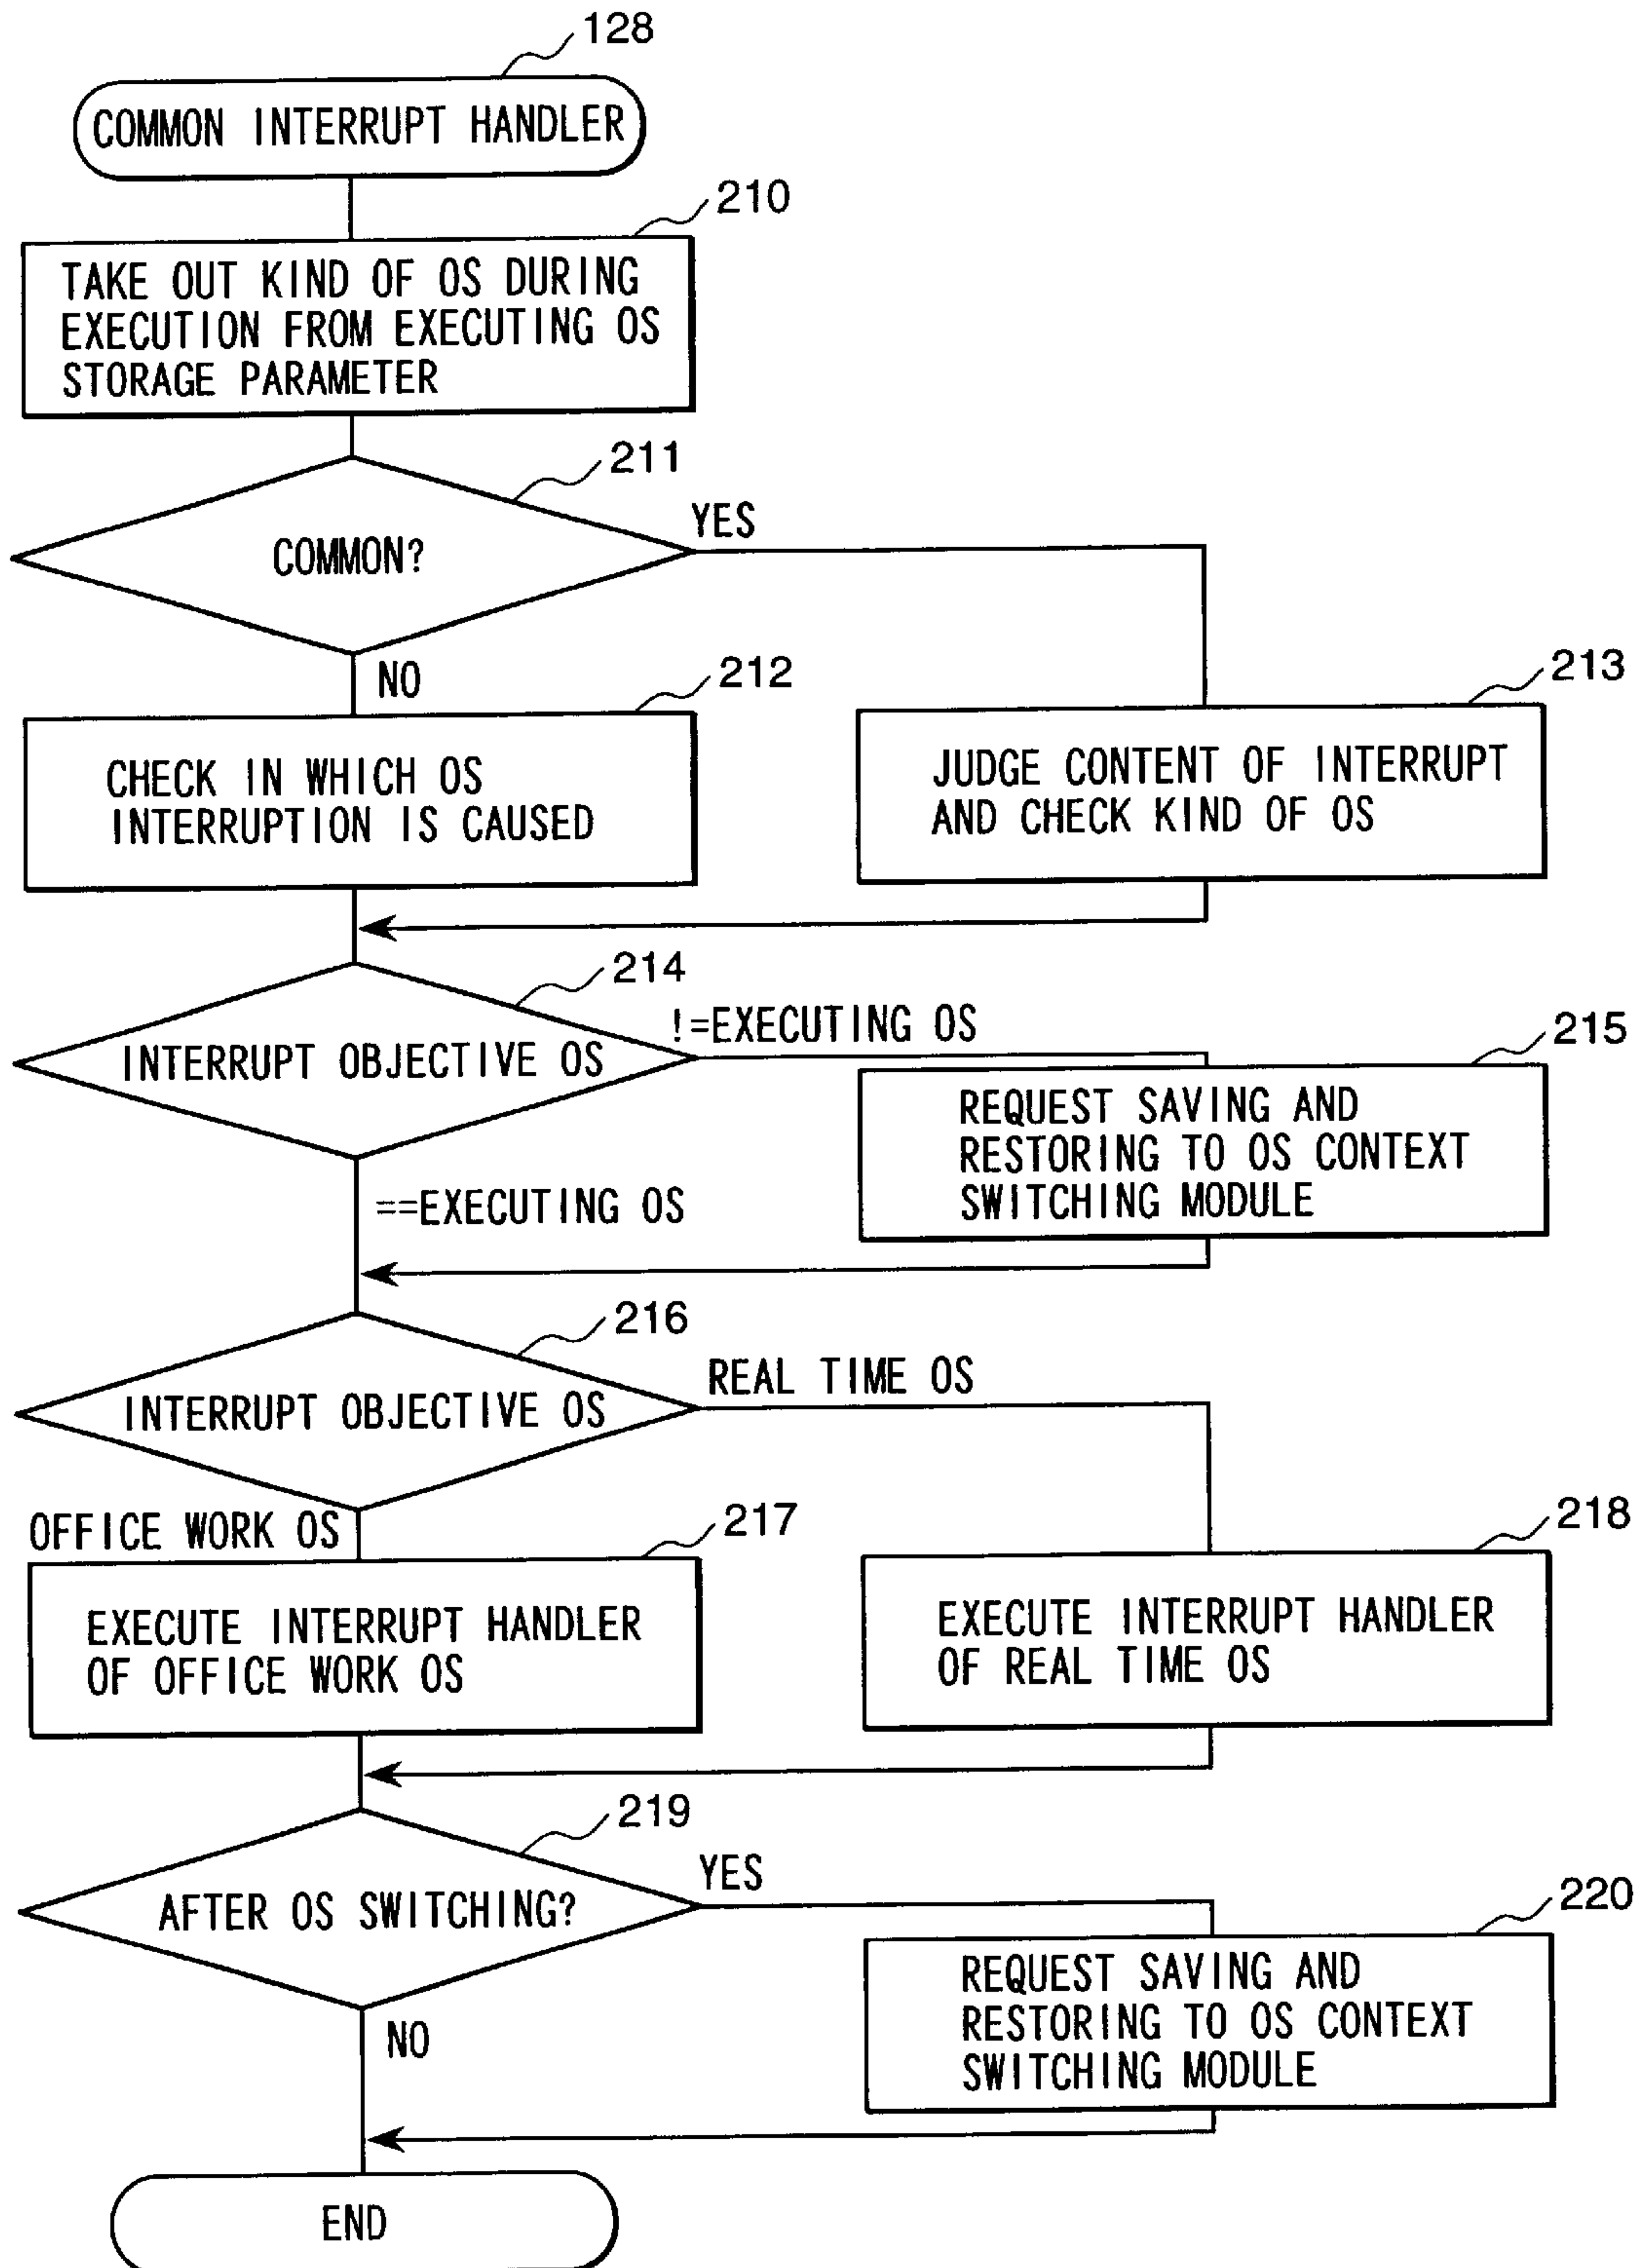 128
COMMON INTERRUPT HANDLER
210
TAKE OUT KIND OF OS DURING
EXECUTION FROM EXECUTING OS
STORAGE PARAMETER
211
COMMON?
YES
NO
212
CHECK IN WHICH OS
INTERRUPTION IS CAUSED
213
JUDGE CONTENT OF INTERRUPT
AND CHECK KIND OF OS
214
INTERRUPT OBJECTIVE OS
!=EXECUTING OS
215
REQUEST SAVING AND
RESTORING TO OS CONTEXT
SWITCHING MODULE
==EXECUTING OS
216
INTERRUPT OBJECTIVE OS
REAL TIME OS
OFFICE WORK OS
217
EXECUTE INTERRUPT HANDLER
OF OFFICE WORK OS
218
EXECUTE INTERRUPT HANDLER
OF REAL TIME OS
219
AFTER OS SWITCHING?
YES
220
REQUEST SAVING AND
RESTORING TO OS CONTEXT
SWITCHING MODULE
NO
END